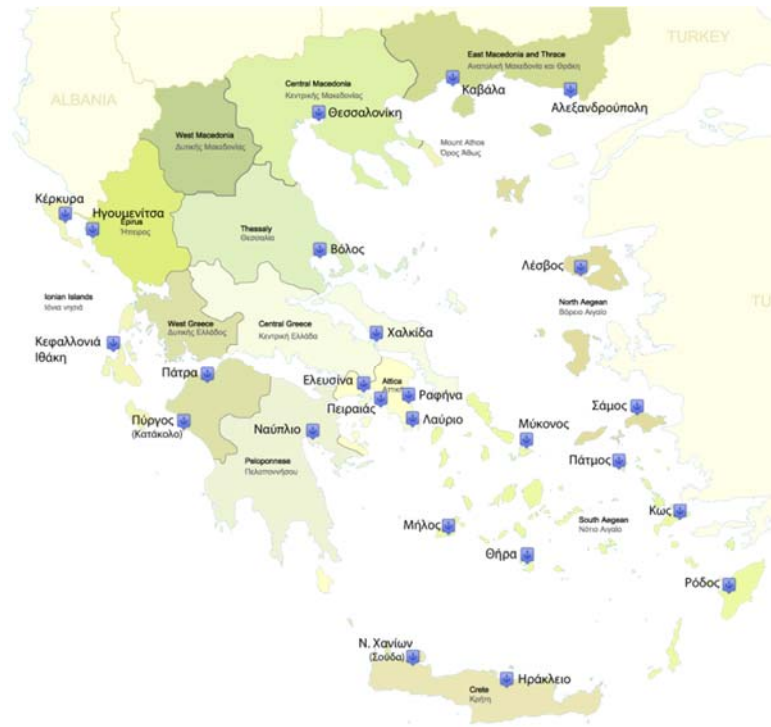 East Macedonia and Thrace
Ανατολική Μακεδονία και Θράκη
TURKEY
Καβάλα
Αλεξανδρούπολη
Central Macedonia
Κεντρικής Μακεδονίας
Θεσσαλονίκη
ALBANIA
West Macedonia
Δυτικής Μακεδονίας
Mount Athos
Όρος Άθως
Κέρκυρα
Ηγουμενίτσα
Epirus
Ήπειρος
Thessaly
Θεσσαλία
Βόλος
Λέσβος
Ionian Islands
Ιόνια νησιά
North Aegean
Βόρειο Αιγαίο
TU
West Greece
Δυτικής Ελλάδος
Central Greece
Κεντρική Ελλάδα
Χαλκίδα
Κεφαλλονιά
Ιθάκη
Πάτρα
Ελευσίνα
Attica
Πειραιάς
Ραφήνα
Λαύριο
Σάμος
Πύργος
(Κατάκολο)
Ναύπλιο
Μύκονος
Πάτμος
Peloponnese
Πελοποννήσου
Μήλος
Κως
South Aegean
Νότιο Αιγαίο
Θήρα
Ρόδος
Ν. Χανίων
(Σούδα)
Ηράκλειο
Crete
Κρήτη